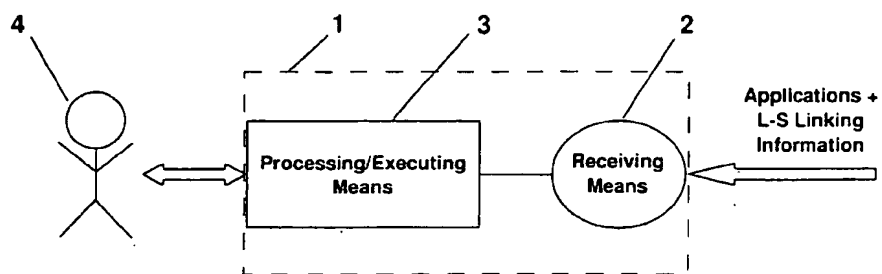 4
1
3
2
Applications +
L-S Linking
Information
Processing/Executing
Means
Receiving
Means